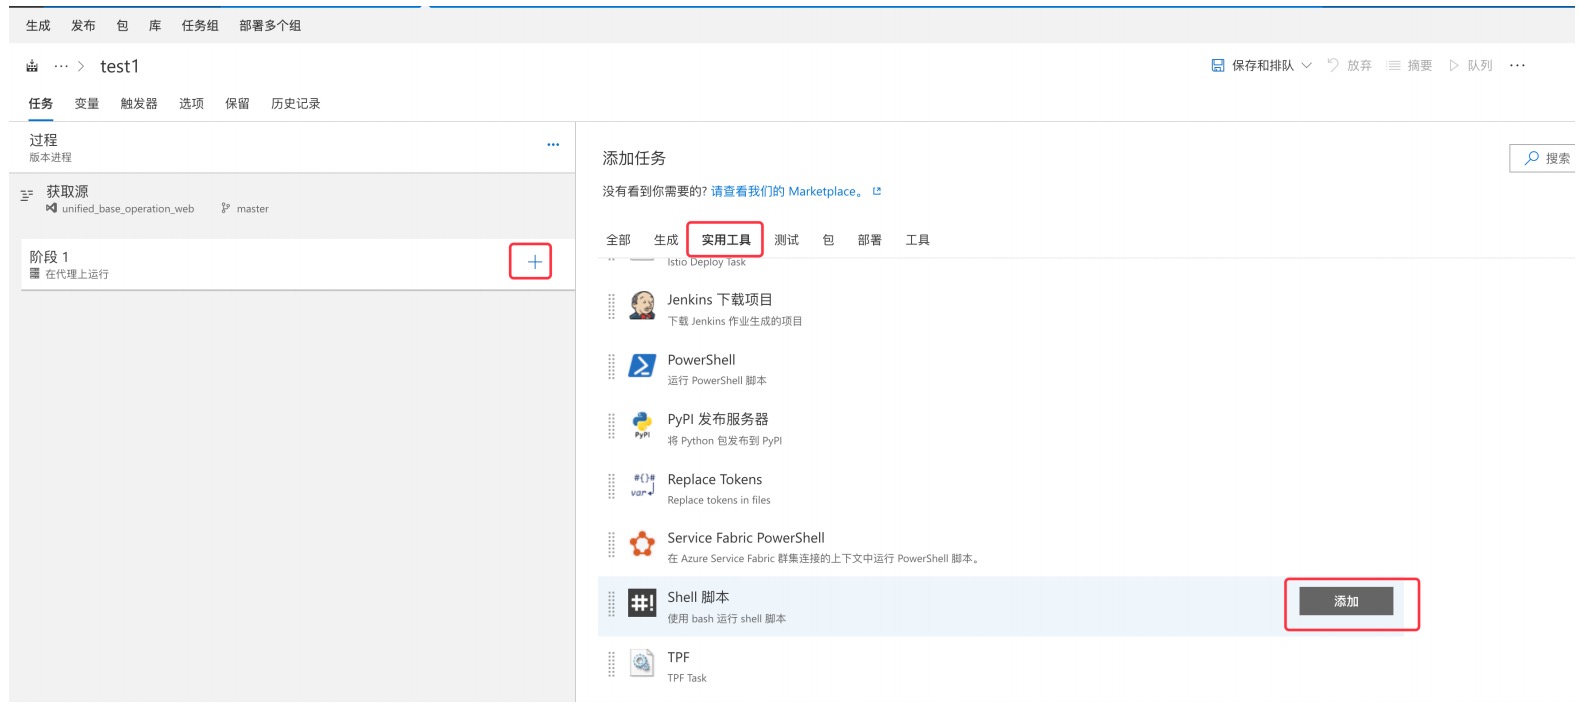 生成 发布 包 库 任务组 部署多个组
··· > test1
保存和排队 放弃 摘要 队列 ···
任务 变量 触发器 选项 保留 历史记录
过程
版本进程
···
获取源
unified_base_operation_web master
阶段 1
在代理上运行
添加任务
搜索
没有看到你需要的? 请查看我们的 Marketplace。
全部 生成 实用工具 测试 包 部署 工具
Istio Deploy Task
Jenkins 下载项目
下载 Jenkins 作业生成的项目
PowerShell
运行 PowerShell 脚本
PyPI 发布服务器
PyPI
将 Python 包发布到 PyPI
#{}#
var
Replace Tokens
Replace tokens in files
Service Fabric PowerShell
在 Azure Service Fabric 群集连接的上下文中运行 PowerShell 脚本。
#!
Shell 脚本
使用 bash 运行 shell 脚本
添加
TPF
TPF Task